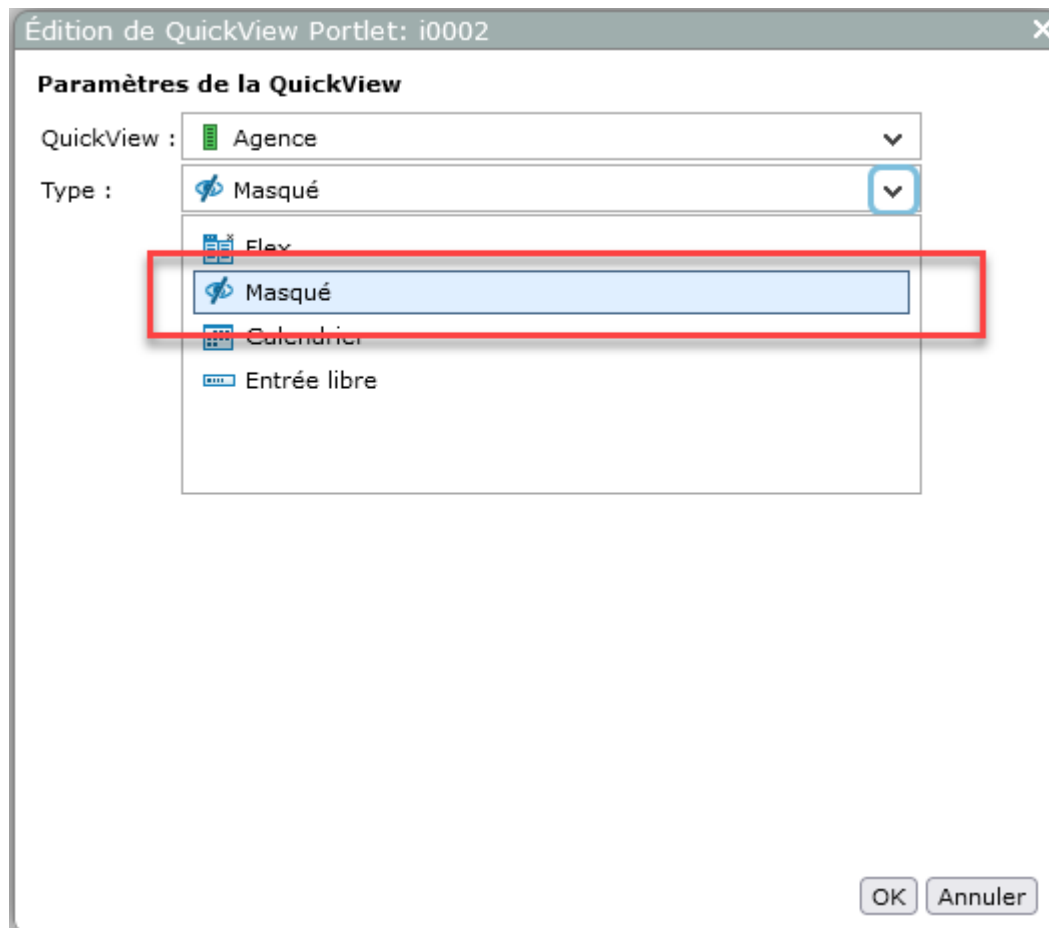 Édition de QuickView Portlet: i0002
Paramètres de la QuickView
QuickView : Agence
Type : Masqué
Flex
Masqué
Calendrier
Entrée libre
OK Annuler